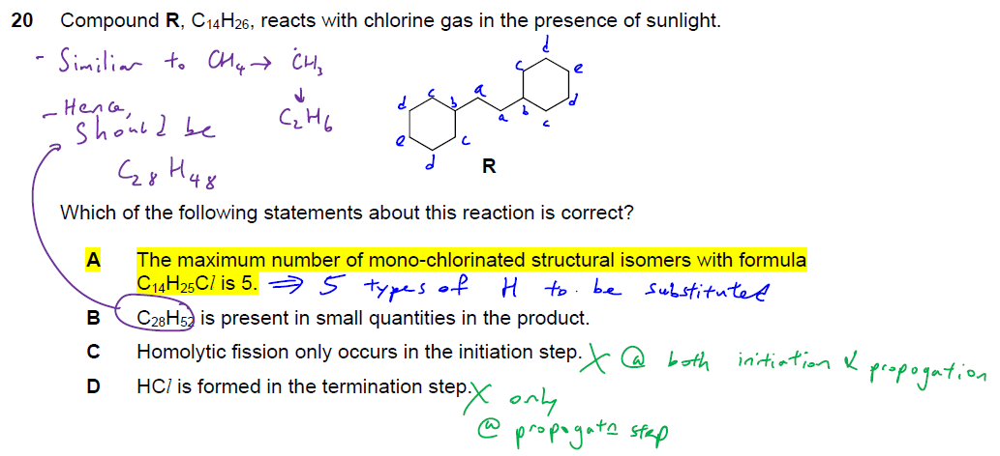 20 Compound R, C14H26, reacts with chlorine gas in the presence of sunlight.
- Similiar to CH4 → ĊH3
↓
C2H6
- Hence,
should be
C28H48
d
c e
a
d c b d
a b c
e c
d
R
Which of the following statements about this reaction is correct?
A The maximum number of mono-chlorinated structural isomers with formula
C14H25Cl is 5. ⇒ 5 types of H to be substituted
B C28H52 is present in small quantities in the product.
C Homolytic fission only occurs in the initiation step. X @ both initiation & propogation
D HCl is formed in the termination step. X only
@ propogatn step